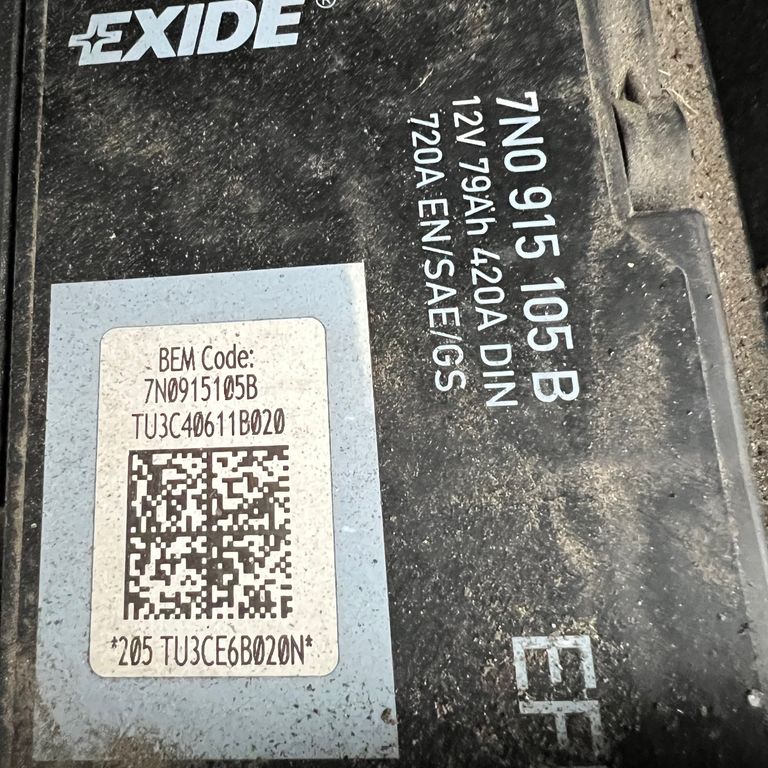 EXIDE®
7N0 915 105 B
12V 79Ah 420A DIN
720A EN/SAE/GS
BEM Code:
7N0915105B
TU3C40611B020
*205 TU3CE6B020N*